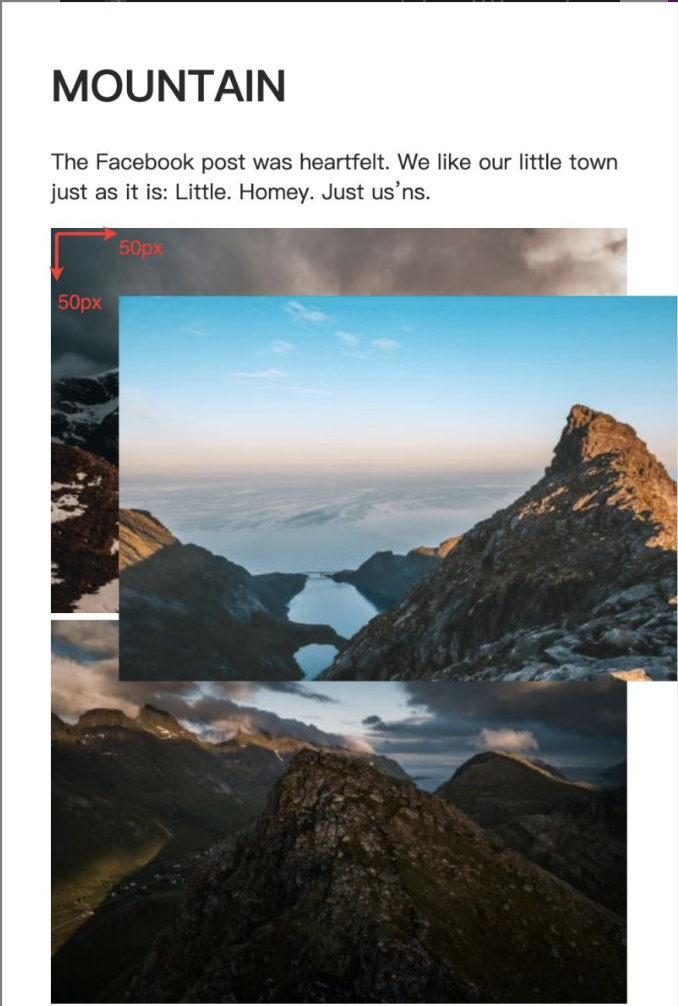 MOUNTAIN
The Facebook post was heartfelt. We like our little town
just as it is: Little. Homey. Just us’ns.
50px
50px